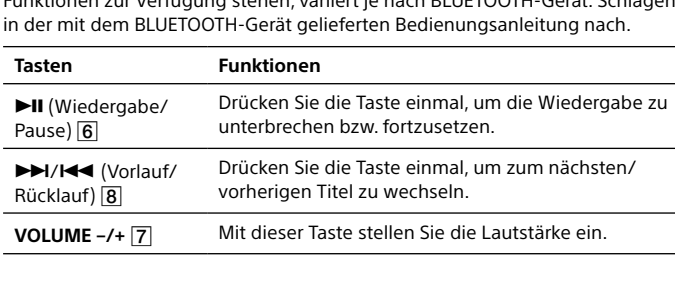 Funktionen zur Verfügung stehen, variiert je nach BLUETOOTH-Gerät. Schlagen
in der mit dem BLUETOOTH-Gerät gelieferten Bedienungsanleitung nach.
Tasten Funktionen
►II (Wiedergabe/ Drücken Sie die Taste einmal, um die Wiedergabe zu
Pause) 6 unterbrechen bzw. fortzusetzen.
►►I/I◄◄ (Vorlauf/ Drücken Sie die Taste einmal, um zum nächsten/
Rücklauf) 8 vorherigen Titel zu wechseln.
VOLUME –/+ 7 Mit dieser Taste stellen Sie die Lautstärke ein.